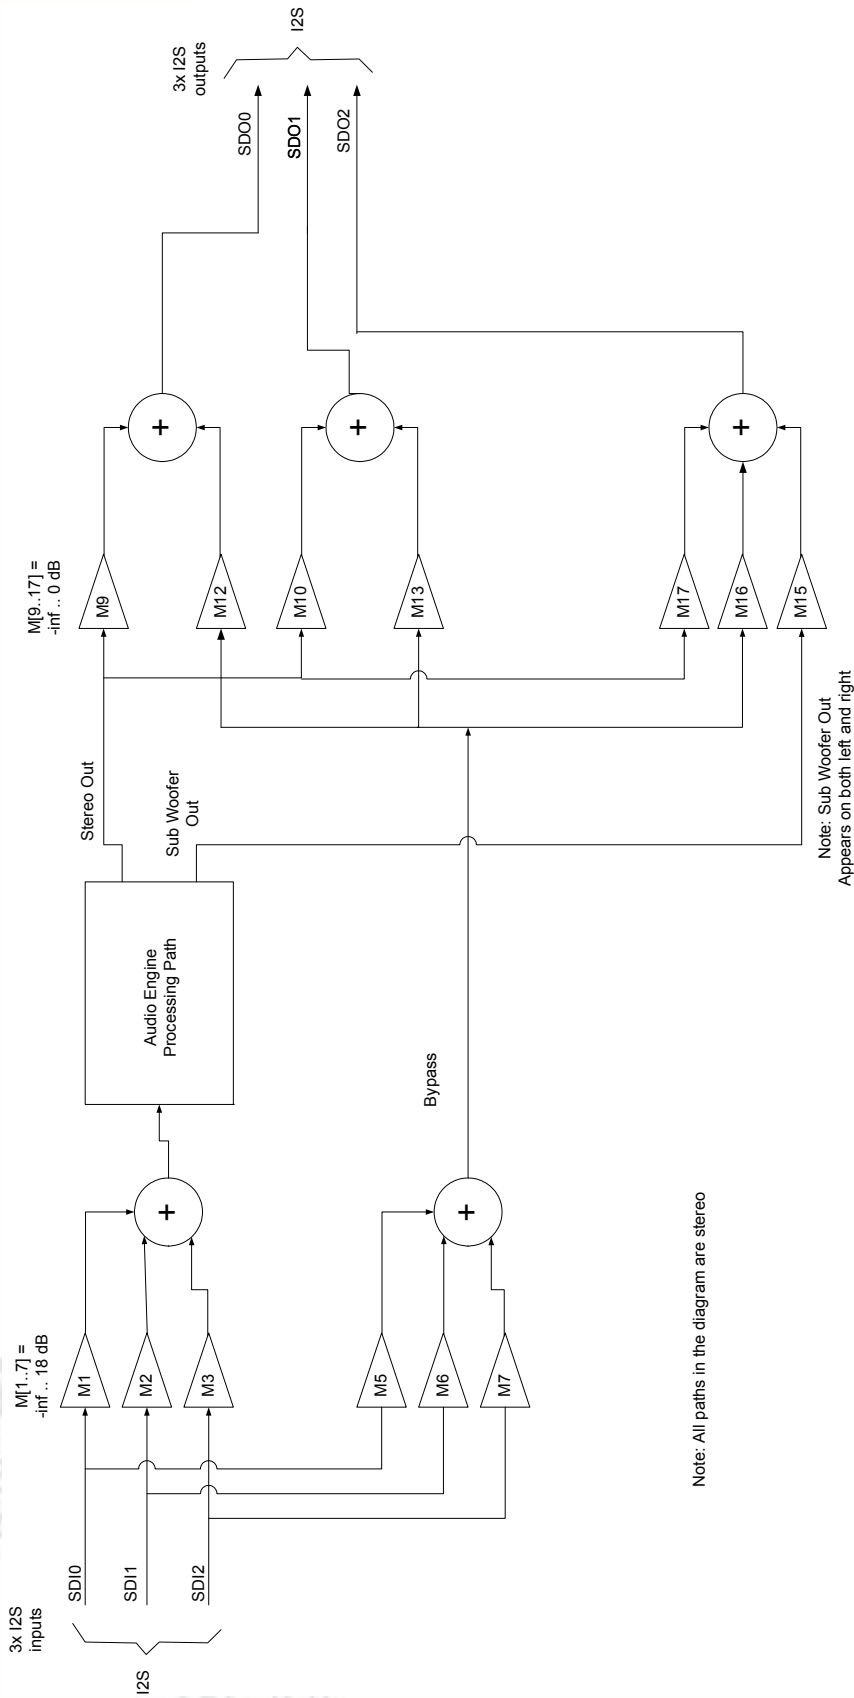 3x I2S
inputs
I2S
SDI0
SDI1
SDI2
M[1..7] =
-inf .. 18 dB
M1
M2
M3
M5
M6
M7
+
+
Audio Engine
Processing Path
Bypass
Stereo Out
Sub Woofer
Out
M[9..17] =
-inf .. 0 dB
M9
M12
M10
M13
M17
M16
M15
+
+
+
SDO0
SDO1
SDO2
3x I2S
outputs
I2S
Note: Sub Woofer Out
Appears on both left and right
Note: All paths in the diagram are stereo